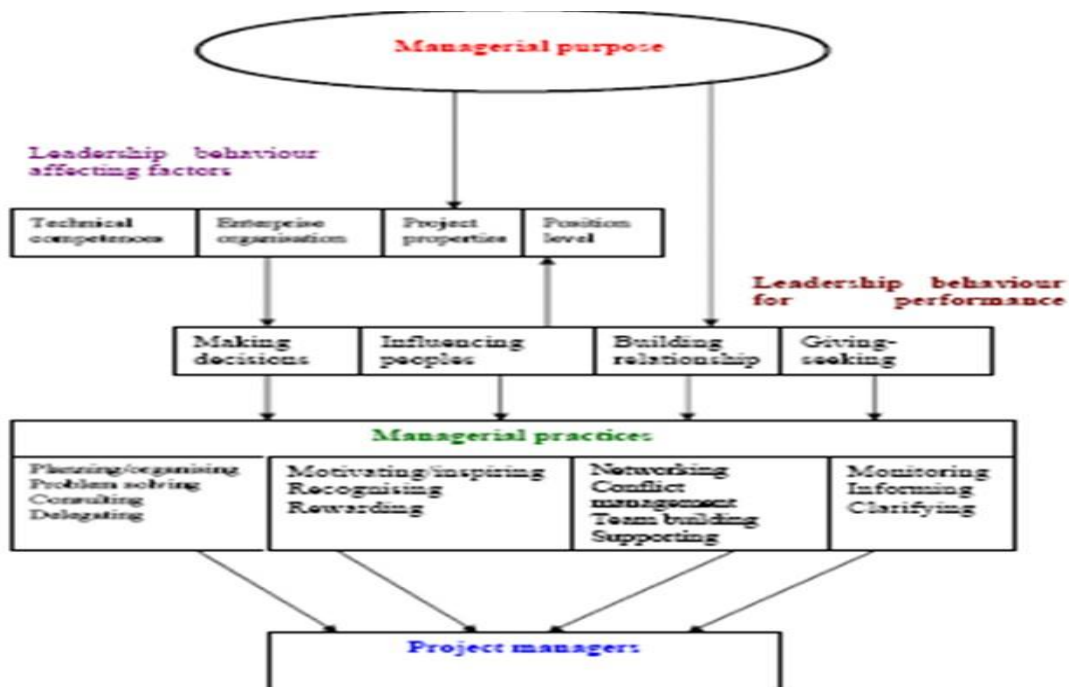 Managerial purpose
Leadership behaviour
affecting factors
Technical
competences
Enterprise
organisation
Project
properties
Position
level
Leadership behaviour
for performance
Making
decisions
Influencing
peoples
Building
relationship
Giving-
seeking
Managerial practices
Planning/organising
Problem solving
Consulting
Delegating
Motivating/inspiring
Recognising
Rewarding
Networking
Conflict
management
Team building
Supporting
Monitoring
Informing
Clarifying
Project managers